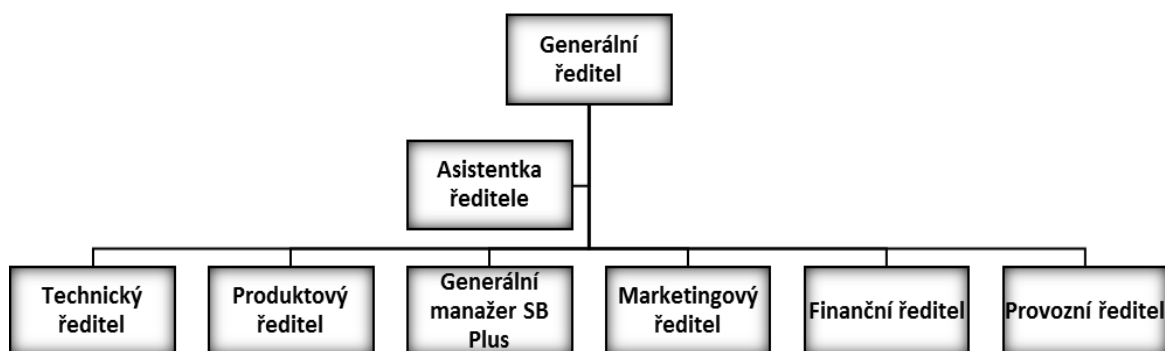 Generální
ředitel
Asistentka
ředitele
Technický
ředitel
Produktový
ředitel
Generální
manažer SB
Plus
Marketingový
ředitel
Finanční ředitel
Provozní ředitel